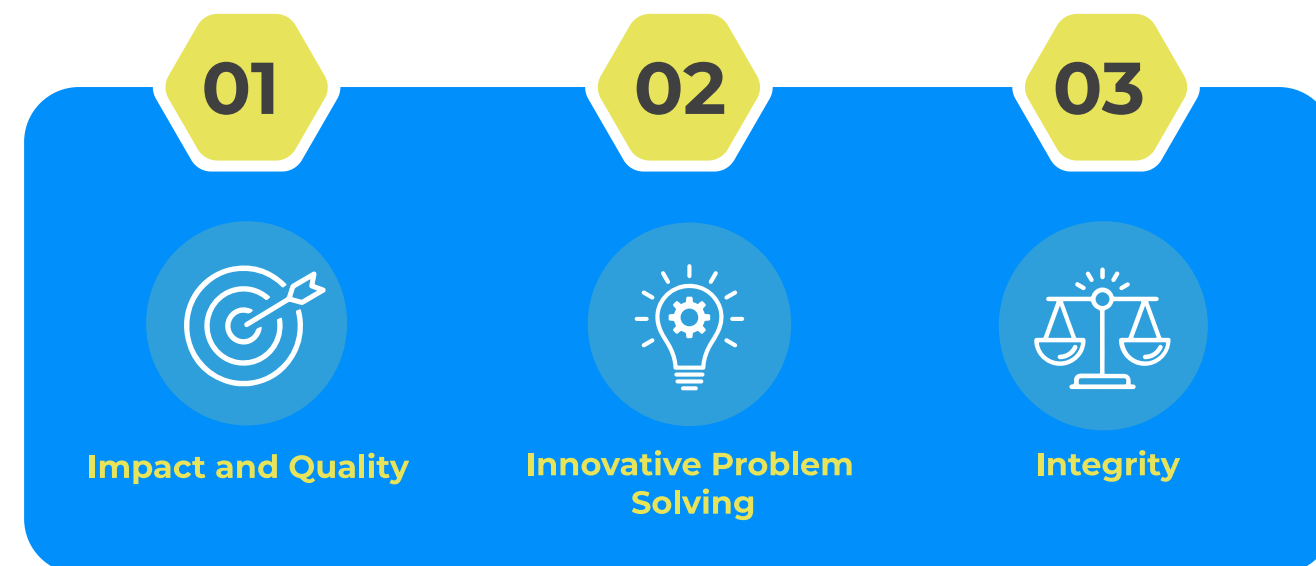 01
02
03
Impact and Quality
Innovative Problem
Solving
Integrity